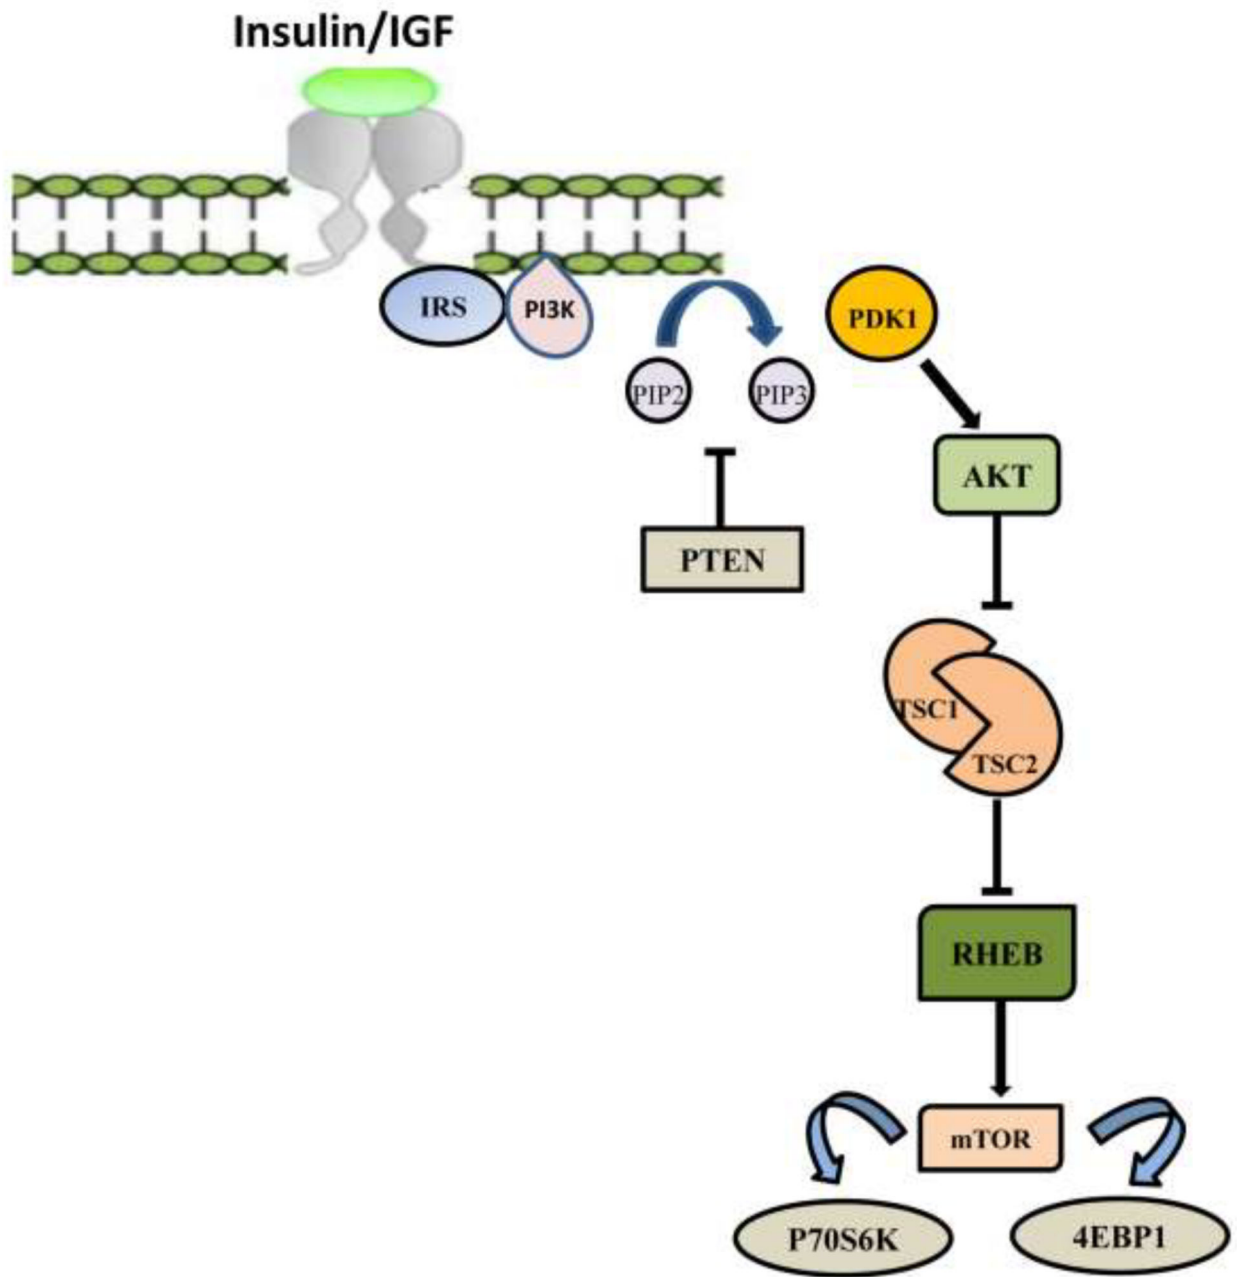 Insulin/IGF
IRS
PI3K
PDK1
PIP2
PIP3
AKT
PTEN
TSC1
TSC2
RHEB
mTOR
P70S6K
4EBP1